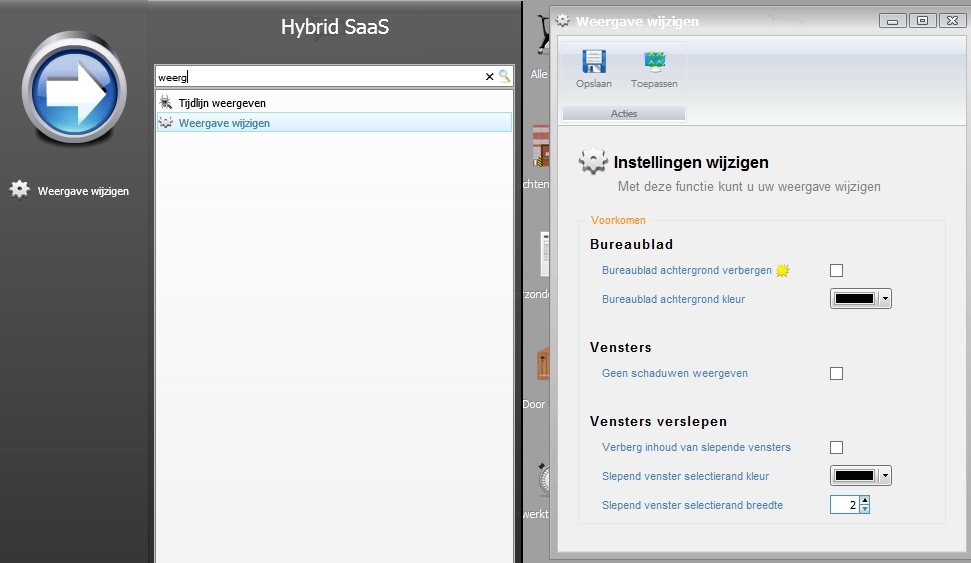 Hybrid SaaS
weerg
Tijdlijn weergeven
Weergave wijzigen
Weergave wijzigen
Alle
chten
rzonde
Door
werkt
Weergave wijzigen
Opslaan
Toepassen
Acties
Instellingen wijzigen
Met deze functie kunt u uw weergave wijzigen
Voorkomen
Bureaublad
Bureaublad achtergrond verbergen
Bureaublad achtergrond kleur
Vensters
Geen schaduwen weergeven
Vensters verslepen
Verberg inhoud van slepende vensters
Slepend venster selectierand kleur
Slepend venster selectierand breedte
2